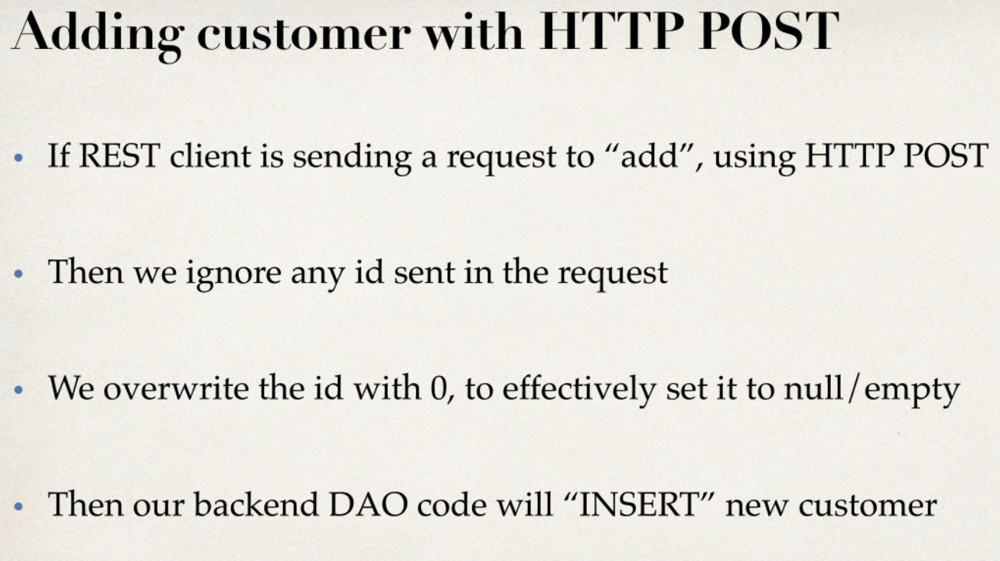 Adding customer with HTTP POST
• If REST client is sending a request to “add”, using HTTP POST
• Then we ignore any id sent in the request
• We overwrite the id with 0, to effectively set it to null/empty
• Then our backend DAO code will “INSERT” new customer